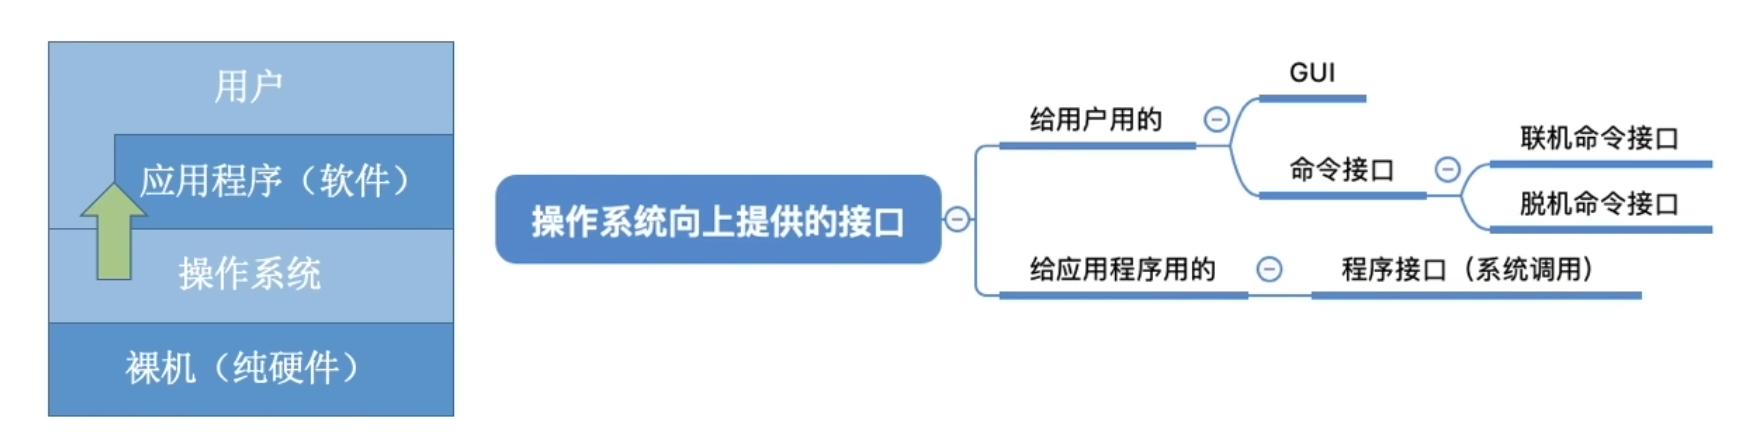 用户
应用程序（软件）
操作系统
裸机（纯硬件）
操作系统向上提供的接口
给用户用的
GUI
命令接口
联机命令接口
脱机命令接口
给应用程序用的
程序接口（系统调用）